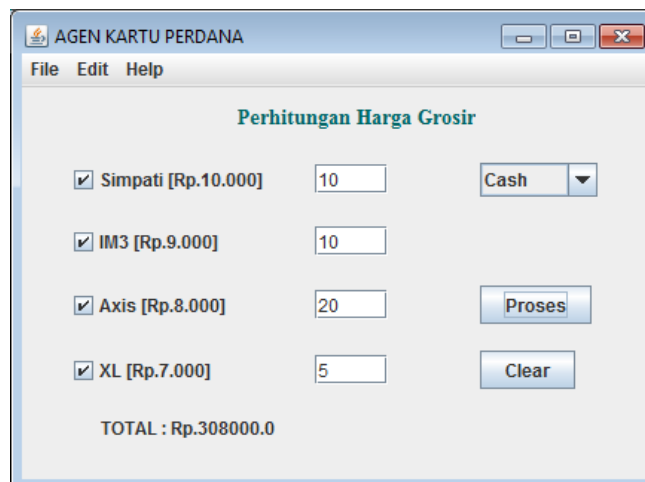 AGEN KARTU PERDANA
File Edit Help
Perhitungan Harga Grosir
Simpati [Rp.10.000] 10 Cash
IM3 [Rp.9.000] 10
Axis [Rp.8.000] 20 Proses
XL [Rp.7.000] 5 Clear
TOTAL : Rp.308000.0